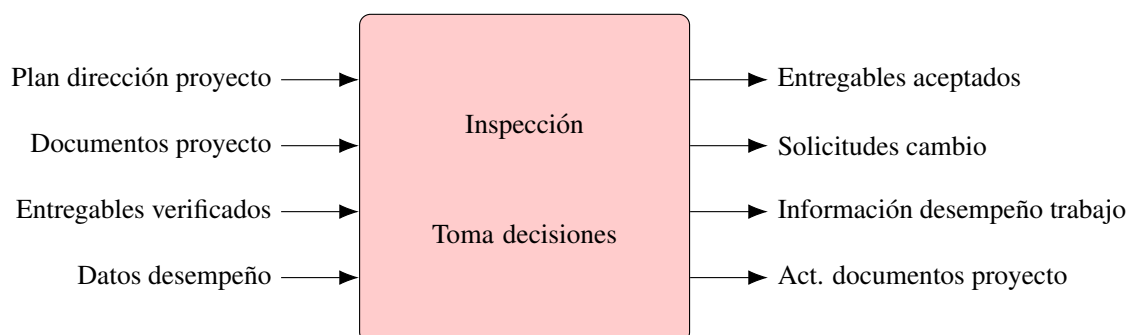 Plan dirección proyecto
Documentos proyecto
Entregables verificados
Datos desempeño
Inspección
Toma decisiones
Entregables aceptados
Solicitudes cambio
Información desempeño trabajo
Act. documentos proyecto